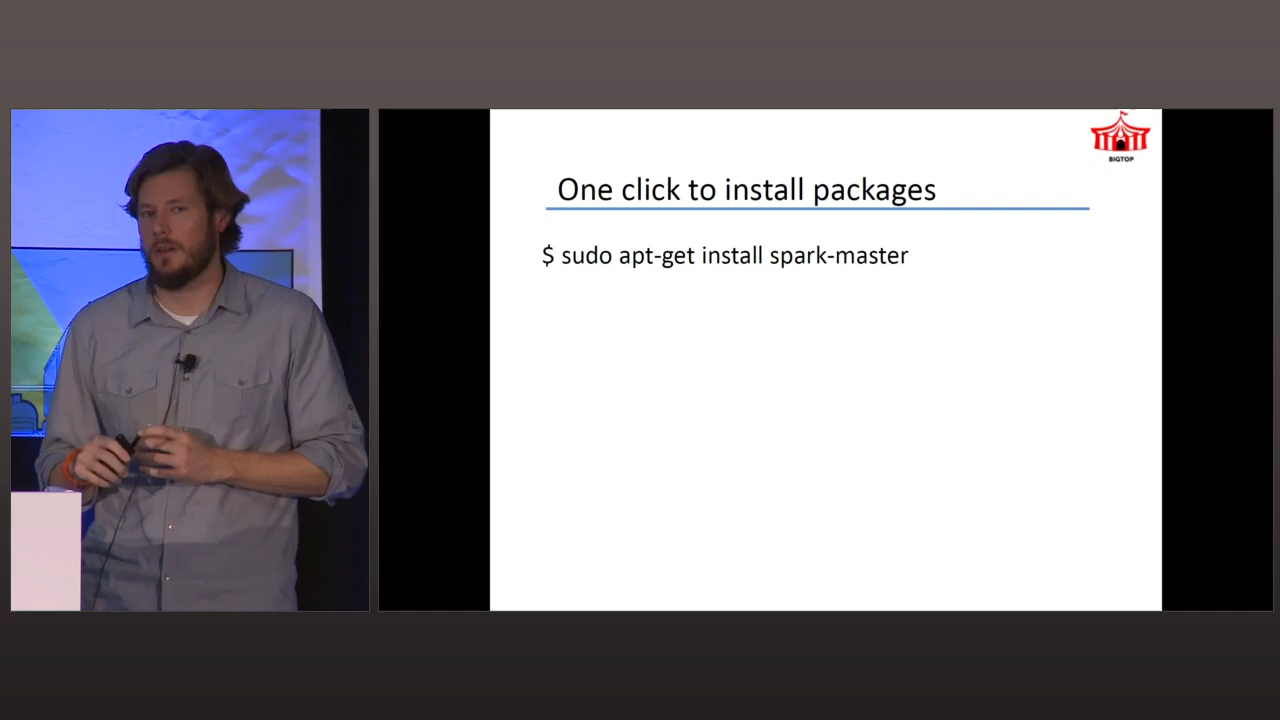 BIGTOP
One click to install packages
$ sudo apt-get install spark-master